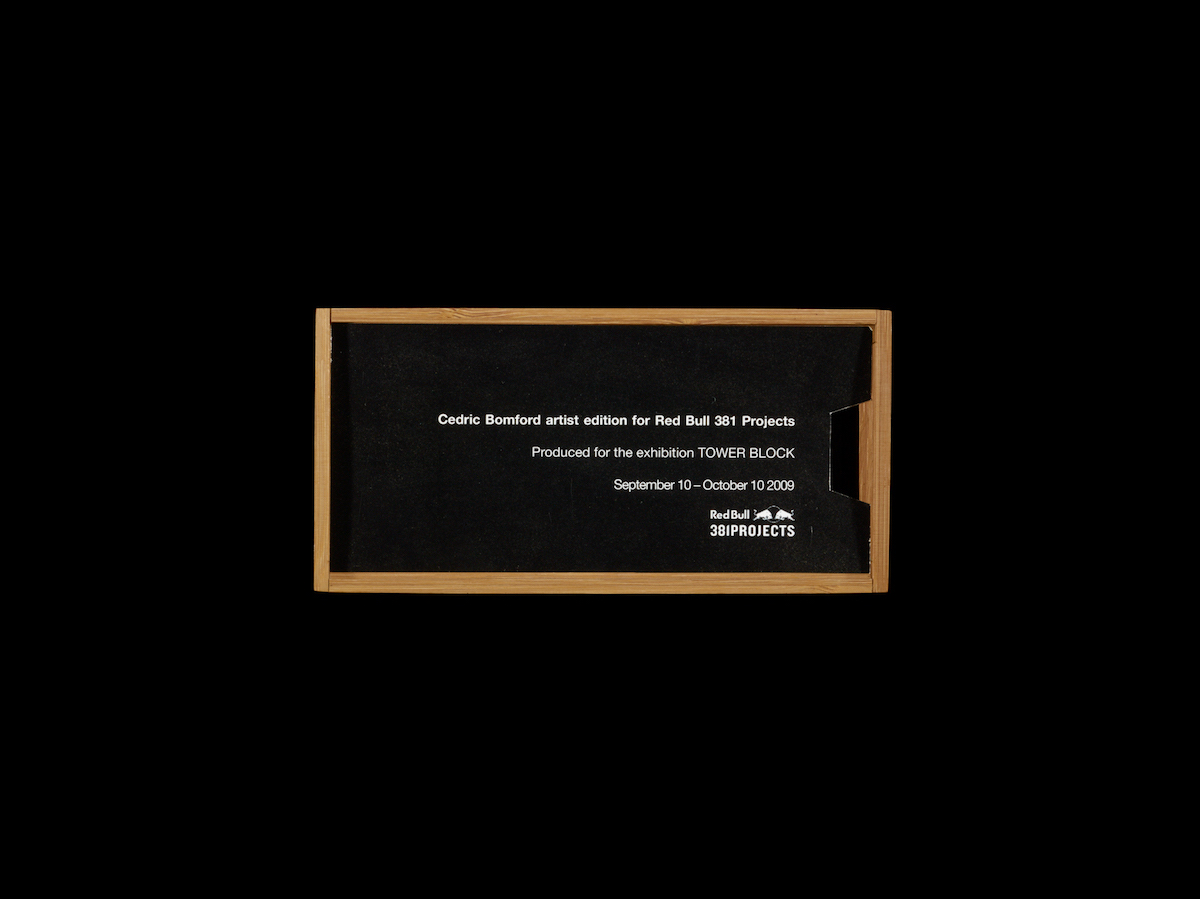 Cedric Bomford artist edition for Red Bull 381 Projects
Produced for the exhibition TOWER BLOCK
September 10 – October 10 2009
Red Bull
381PROJECTS